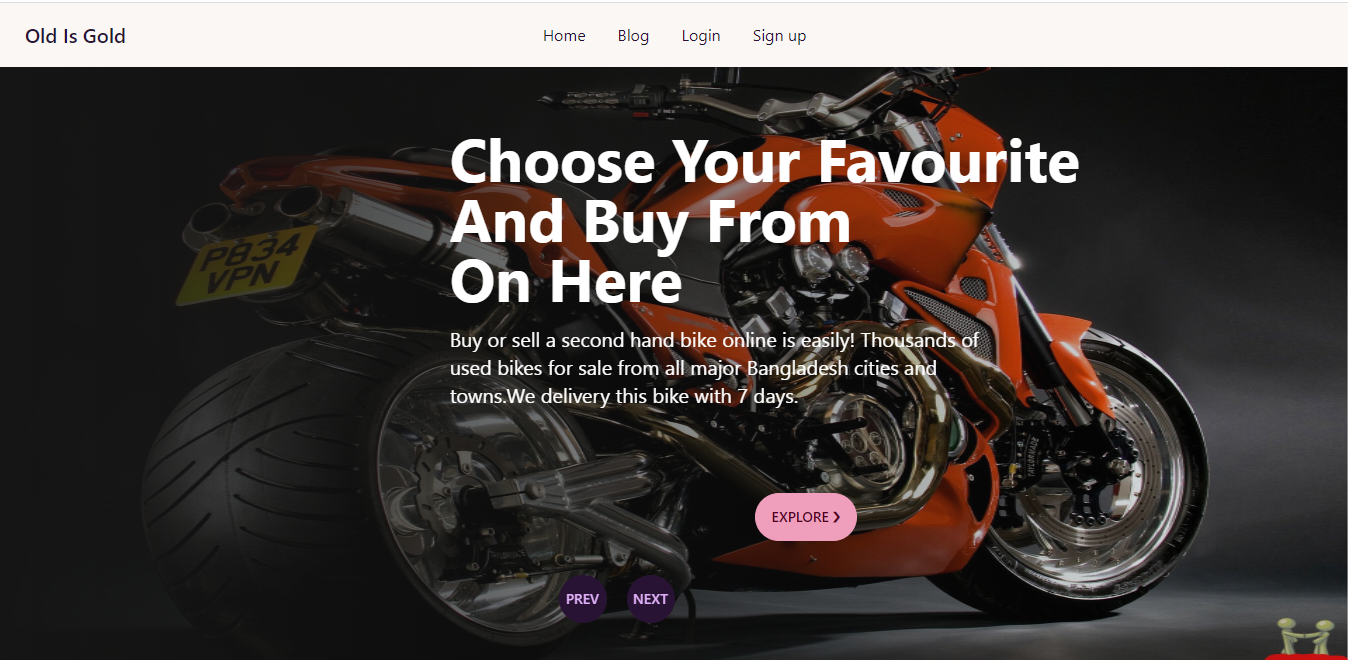 Old Is Gold
Home Blog Login Sign up
Choose Your Favourite
And Buy From
On Here
PB34
VPN
Buy or sell a second hand bike online is easily! Thousands of
used bikes for sale from all major Bangladesh cities and
towns.We delivery this bike with 7 days.
TAYLORMADE
EXPLORE ❯
PREV NEXT